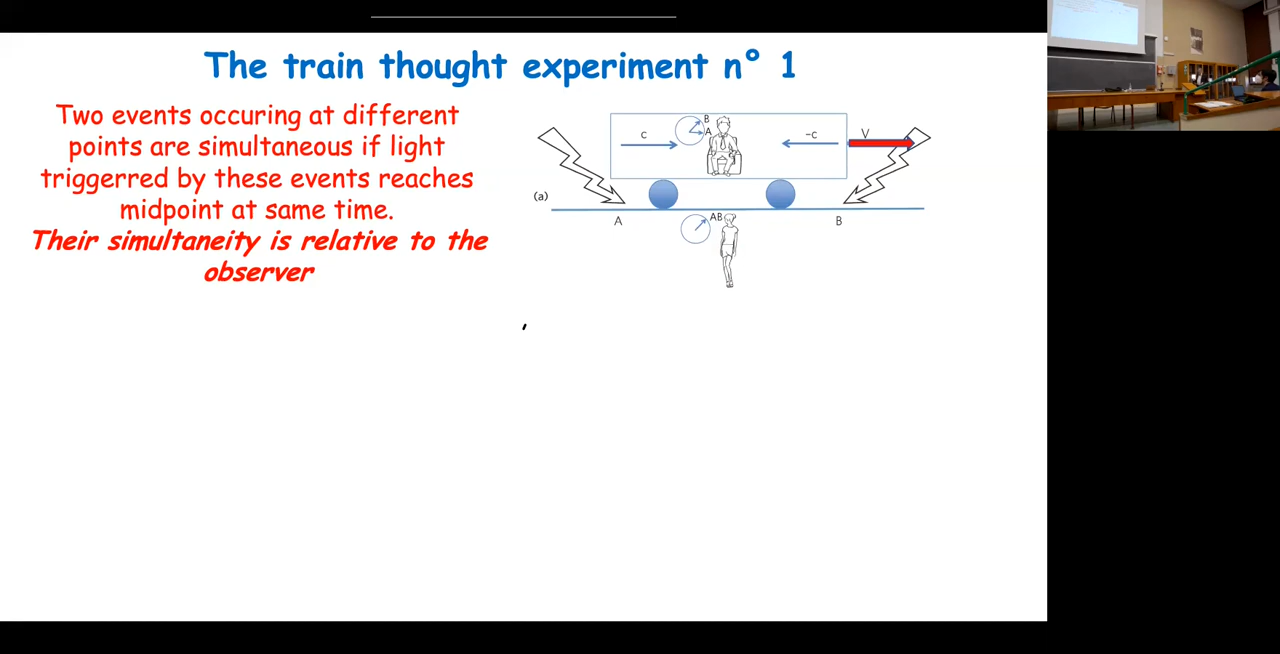 The train thought experiment n° 1
Two events occuring at different
points are simultaneous if light
triggerred by these events reaches
midpoint at same time.
Their simultaneity is relative to the
observer
B
A
c
-c
V
(a)
A
AB
B